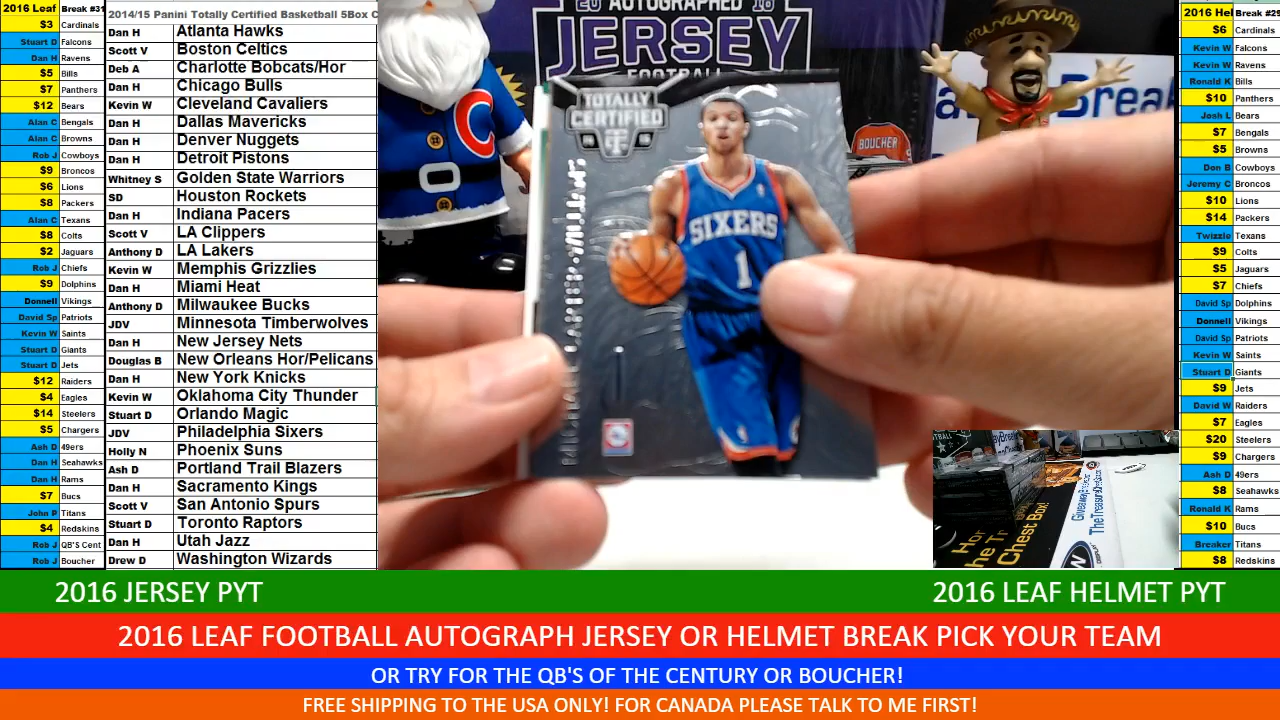 2016 Leaf Break #31
$3 Cardinals
Stuart D Falcons
Dan H Ravens
$5 Bills
$7 Panthers
$12 Bears
Alan C Bengals
Alan C Browns
Rob J Cowboys
$9 Broncos
$6 Lions
$8 Packers
Alan C Texans
$8 Colts
$2 Jaguars
Rob J Chiefs
$9 Dolphins
Donnell Vikings
David Sp Patriots
Kevin W Saints
Stuart D Giants
Stuart D Jets
$12 Raiders
$4 Eagles
$14 Steelers
$5 Chargers
Ash D 49ers
Dan H Seahawks
Dan H Rams
$7 Bucs
John P Titans
$4 Redskins
Rob J QB'S Cent
Rob J Boucher
2014/15 Panini Totally Certified Basketball 5Box C
Dan H Atlanta Hawks
Scott V Boston Celtics
Deb A Charlotte Bobcats/Hor
Dan H Chicago Bulls
Kevin W Cleveland Cavaliers
Dan H Dallas Mavericks
Dan H Denver Nuggets
Dan H Detroit Pistons
Whitney S Golden State Warriors
SD Houston Rockets
Dan H Indiana Pacers
Scott V LA Clippers
Anthony D LA Lakers
Kevin W Memphis Grizzlies
Dan H Miami Heat
Anthony D Milwaukee Bucks
JDV Minnesota Timberwolves
Dan H New Jersey Nets
Douglas B New Orleans Hor/Pelicans
Dan H New York Knicks
Kevin W Oklahoma City Thunder
Stuart D Orlando Magic
JDV Philadelphia Sixers
Holly N Phoenix Suns
Ash D Portland Trail Blazers
Dan H Sacramento Kings
Scott V San Antonio Spurs
Stuart D Toronto Raptors
Dan H Utah Jazz
Drew D Washington Wizards
20 AUTOGRAPHED 16
JERSEY
FOOTBALL
TOTALLY
CERTIFIED
SIXERS
1
C
BOUCHER
Break
2016 Hel Break #29
$6 Cardinals
Kevin W Falcons
Kevin W Ravens
Ronald K Bills
$10 Panthers
Josh L Bears
$7 Bengals
$5 Browns
Don B Cowboys
Jeremy C Broncos
$10 Lions
$14 Packers
Twizzle Texans
$9 Colts
$5 Jaguars
$7 Chiefs
David Sp Dolphins
Donnell Vikings
David Sp Patriots
Kevin W Saints
Stuart D Giants
$9 Jets
David W Raiders
$7 Eagles
$20 Steelers
$9 Chargers
Ash D 49ers
$8 Seahawks
Ronald K Rams
$10 Bucs
Breaker Titans
$8 Redskins
Chest Box!
2016 JERSEY PYT
2016 LEAF HELMET PYT
2016 LEAF FOOTBALL AUTOGRAPH JERSEY OR HELMET BREAK PICK YOUR TEAM
OR TRY FOR THE QB'S OF THE CENTURY OR BOUCHER!
FREE SHIPPING TO THE USA ONLY! FOR CANADA PLEASE TALK TO ME FIRST!